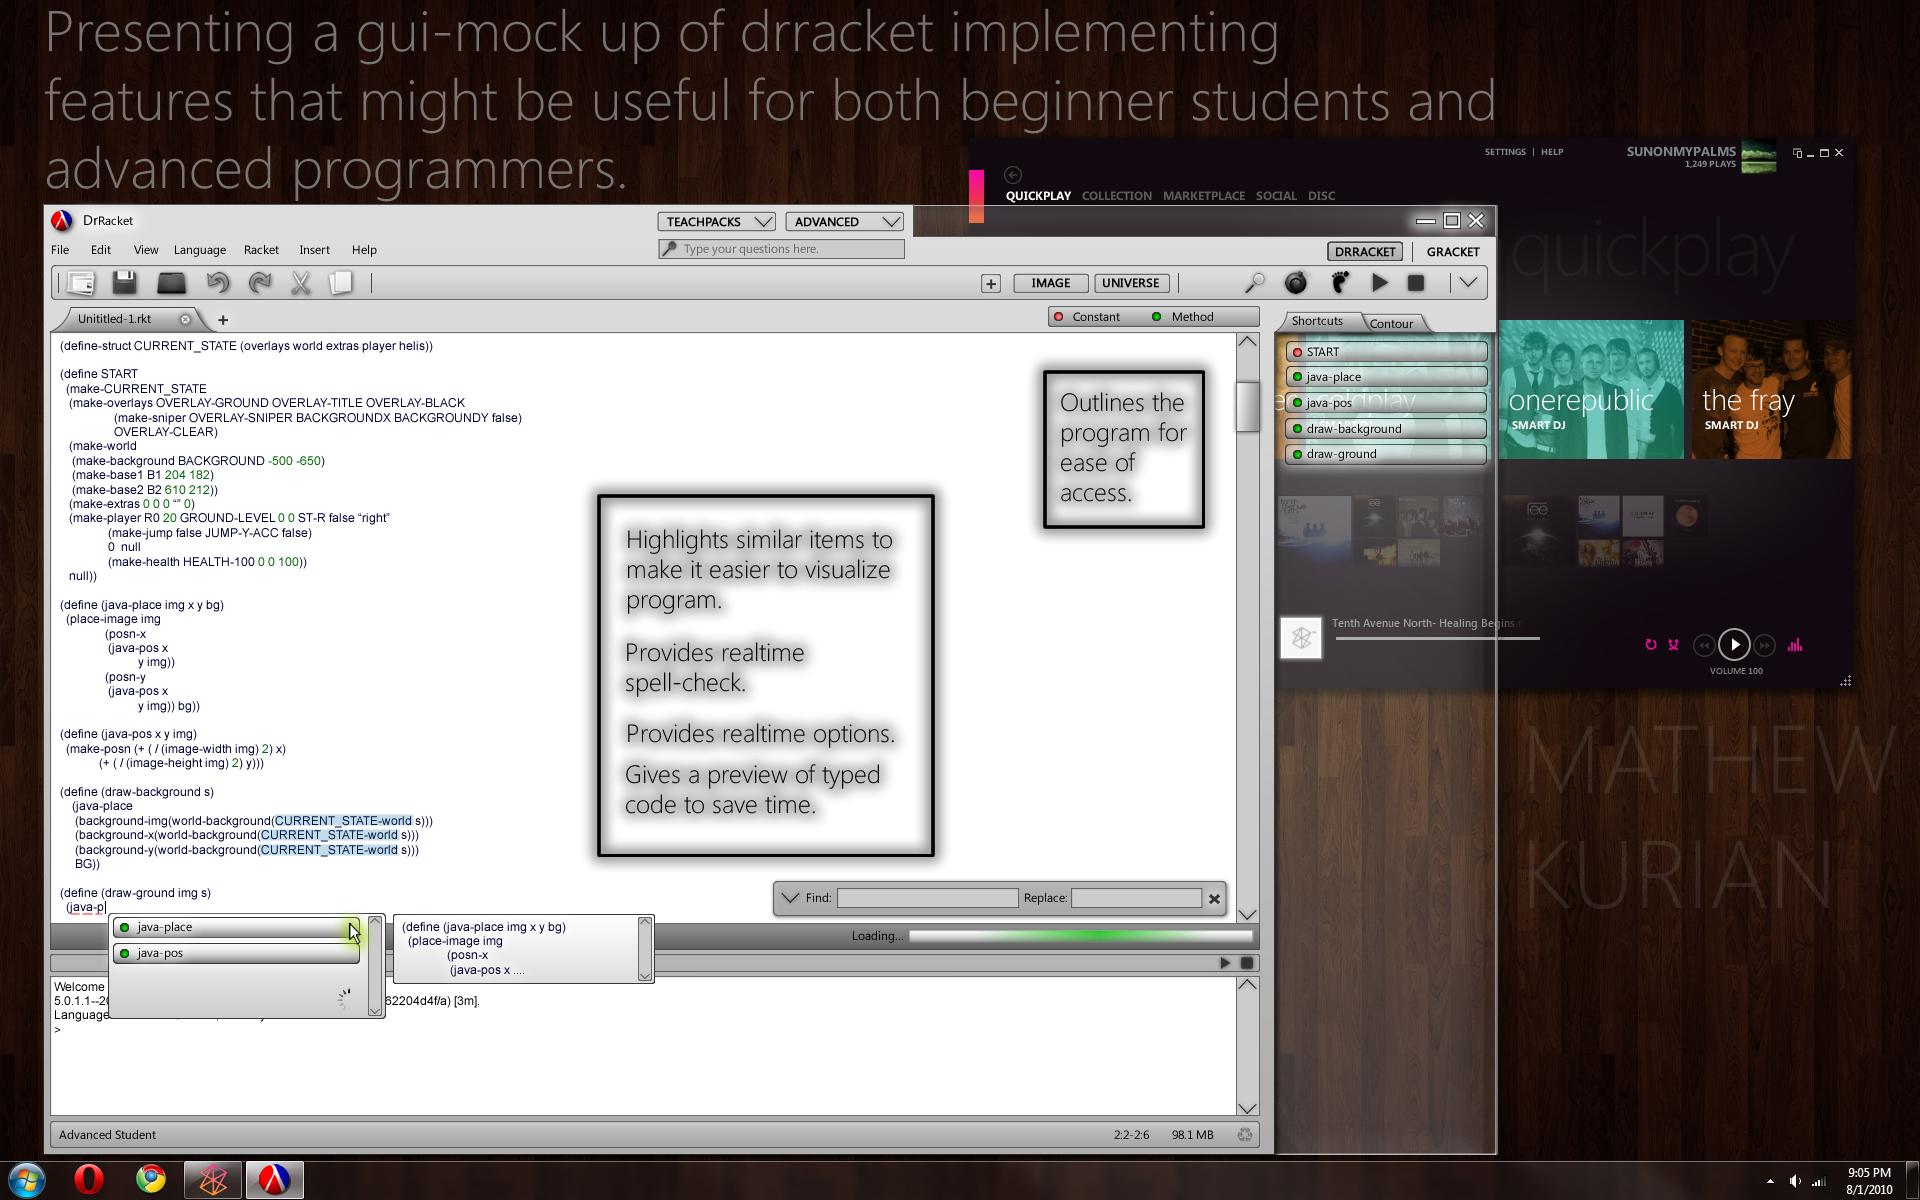 Presenting a gui-mock up of drracket implementing
features that might be useful for both beginner students and
advanced programmers.
SETTINGS | HELP
SUNONMYPALMS
1,249 PLAYS
QUICKPLAY COLLECTION MARKETPLACE SOCIAL DISC
quickplay
DrRacket
TEACHPACKS
ADVANCED
File Edit View Language Racket Insert Help
Type your questions here.
DRRACKET | GRACKET
IMAGE UNIVERSE
Unititled-1.rkt
Constant Method
Shortcuts Contour
(define-struct CURRENT_STATE (overlays world extras player helis))
(define START
(make-CURRENT_STATE
(make-overlays OVERLAY-GROUND OVERLAY-TITLE OVERLAY-BLACK
(make-sniper OVERLAY-SNIPER BACKGROUNDX BACKGROUNDY false)
OVERLAY-CLEAR)
(make-world
(make-background BACKGROUND -500 -650)
(make-base1 B1 204 182)
(make-base2 B2 610 212))
(make-extras 0 0 0 “” 0)
(make-player R0 20 GROUND-LEVEL 0 0 ST-R false “right”
(make-jump false JUMP-Y-ACC false)
0 null
(make-health HEALTH-100 0 0 100))
null))
(define (java-place img x y bg)
(place-image img
(posn-x
(java-pos x
y img))
(posn-y
(java-pos x
y img)) bg))
(define (java-pos x y img)
(make-posn (+ ( / (image-width img) 2) x)
(+ ( / (image-height img) 2) y)))
(define (draw-background s)
(java-place
(background-img(world-background(CURRENT_STATE-world s)))
(background-x(world-background(CURRENT_STATE-world s)))
(background-y(world-background(CURRENT_STATE-world s)))
BG))
(define (draw-ground img s)
(java-p
java-place
java-pos
(define (java-place img x y bg)
(place-image img
(posn-x
(java-pos x ....
Highlights similar items to
make it easier to visualize
program.
Provides realtime
spell-check.
Provides realtime options.
Gives a preview of typed
code to save time.
Outlines the
program for
ease of
access.
START
java-place
java-pos
draw-background
draw-ground
coldplay
onerepublic
SMART DJ
the fray
SMART DJ
Tenth Avenue North- Healing Begins
VOLUME 100
MATHEW
KURIAN
Find:
Replace:
Loading...
Welcome
5.0.1.1--20 62204d4f/a) [3m].
Language
>
Advanced Student
2:2-2:6 98.1 MB
9:05 PM
8/1/2010